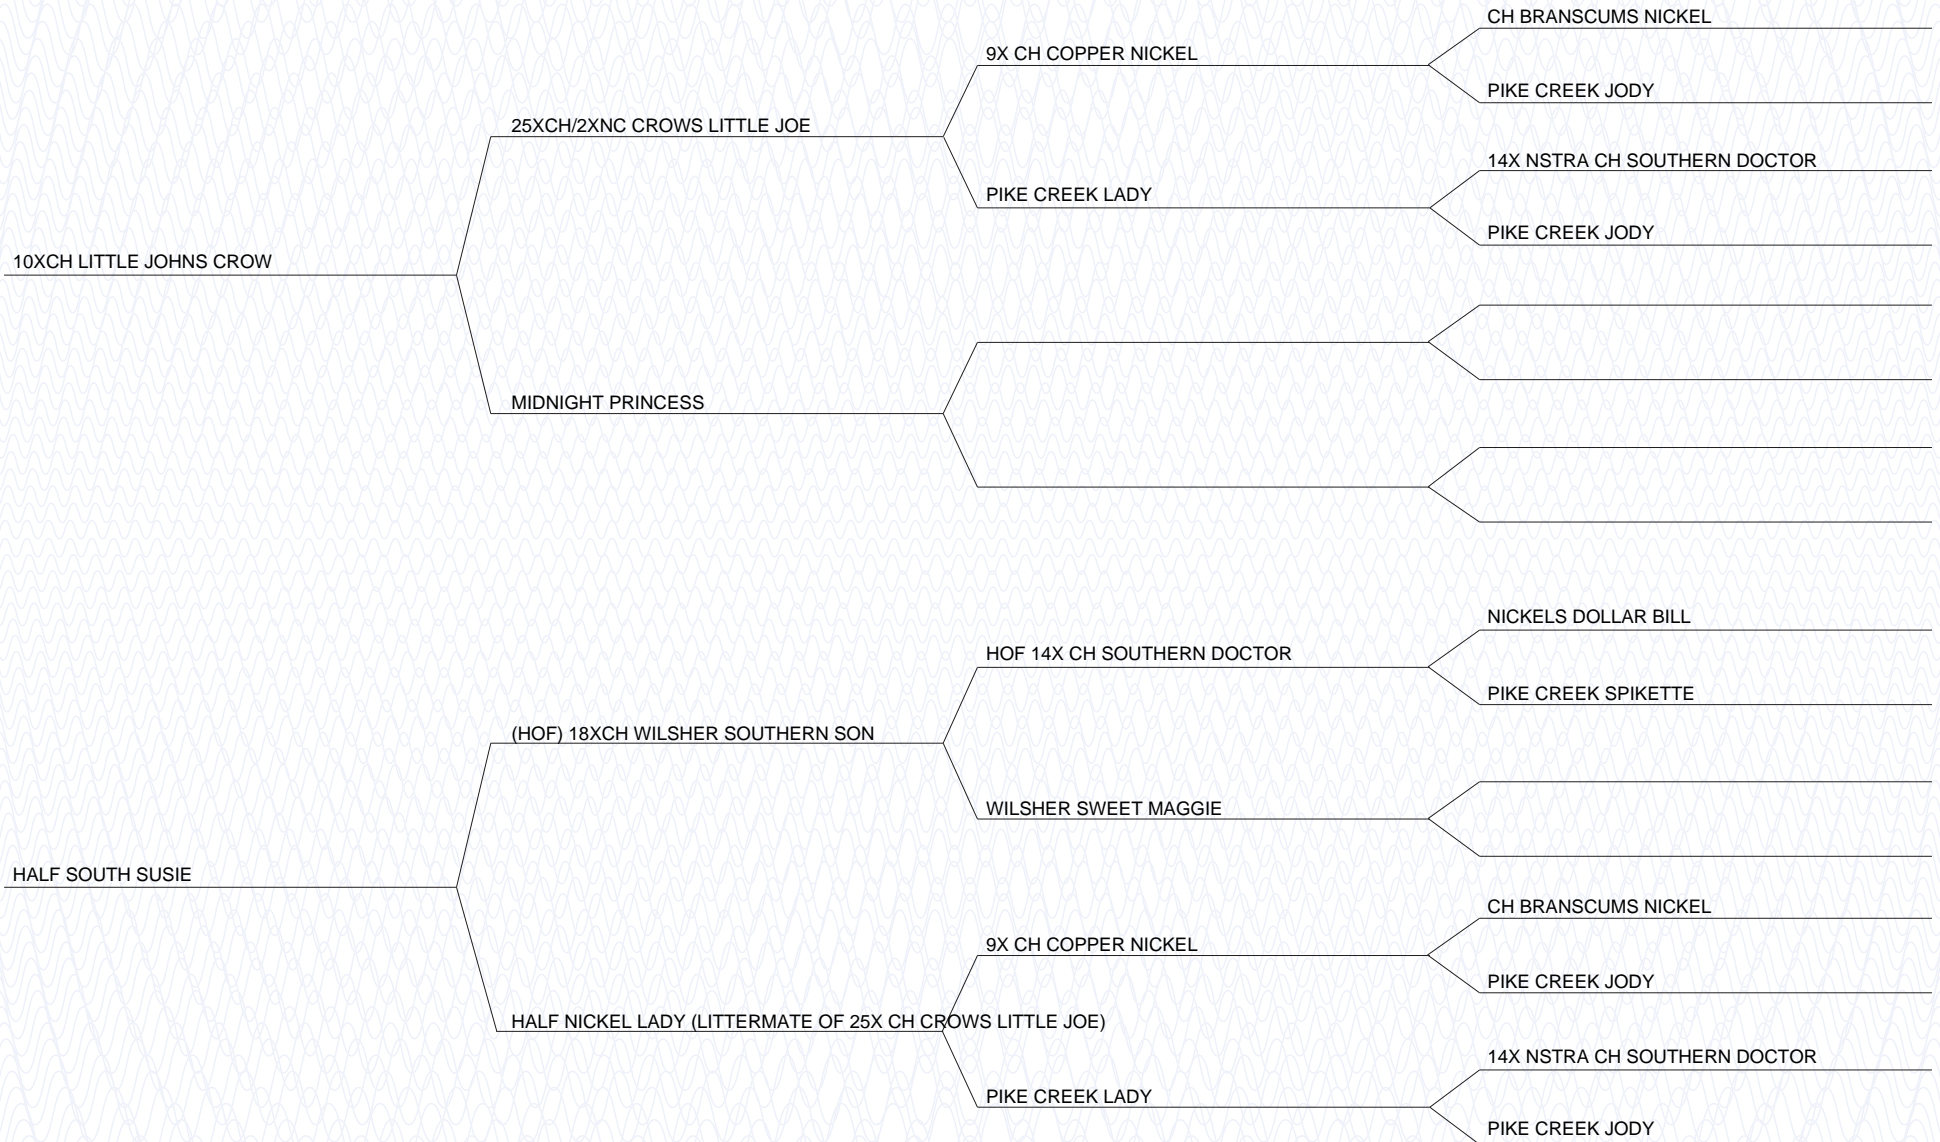 CH BRANSCUMS NICKEL
9X CH COPPER NICKEL
PIKE CREEK JODY
25XCH/2XNC CROWS LITTLE JOE
14X NSTRA CH SOUTHERN DOCTOR
PIKE CREEK LADY
PIKE CREEK JODY
10XCH LITTLE JOHNS CROW
MIDNIGHT PRINCESS
NICKELS DOLLAR BILL
HOF 14X CH SOUTHERN DOCTOR
PIKE CREEK SPIKETTE
(HOF) 18XCH WILSHER SOUTHERN SON
WILSHER SWEET MAGGIE
HALF SOUTH SUSIE
CH BRANSCUMS NICKEL
9X CH COPPER NICKEL
PIKE CREEK JODY
HALF NICKEL LADY (LITTERMATE OF 25X CH CROWS LITTLE JOE)
14X NSTRA CH SOUTHERN DOCTOR
PIKE CREEK LADY
PIKE CREEK JODY